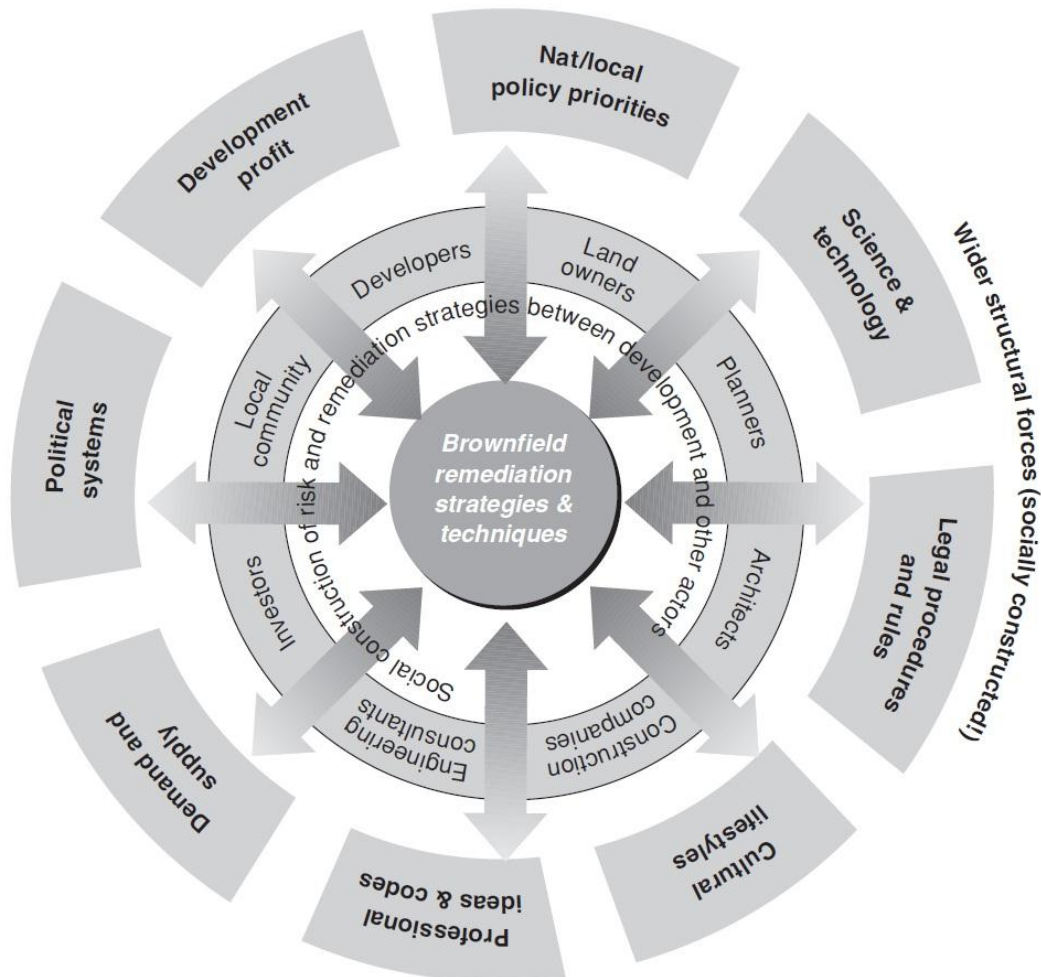 Nat/local
policy priorities
Science &
technology
Legal procedures
and rules
Cultural
lifestyles
Professional
ideas & codes
Demand and
supply
Political
systems
Development
profit
Wider structural forces (socially constructed!)
Developers
Land
owners
Planners
Architects
Construction
companies
Engineering
consultants
Investors
Local
community
Social construction of risk and remediation strategies between development and other actors
Brownfield
remediation
strategies &
techniques